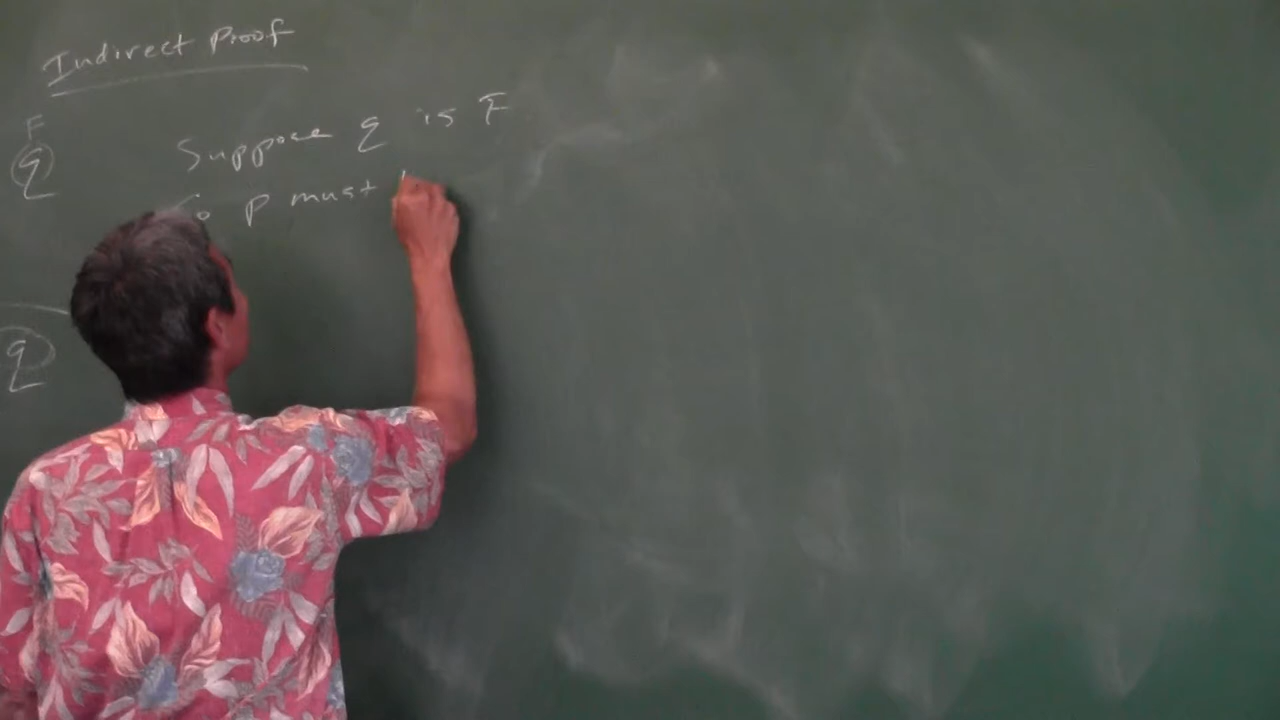 Indirect Proof
F
q
Suppose q is F
So p must b
q